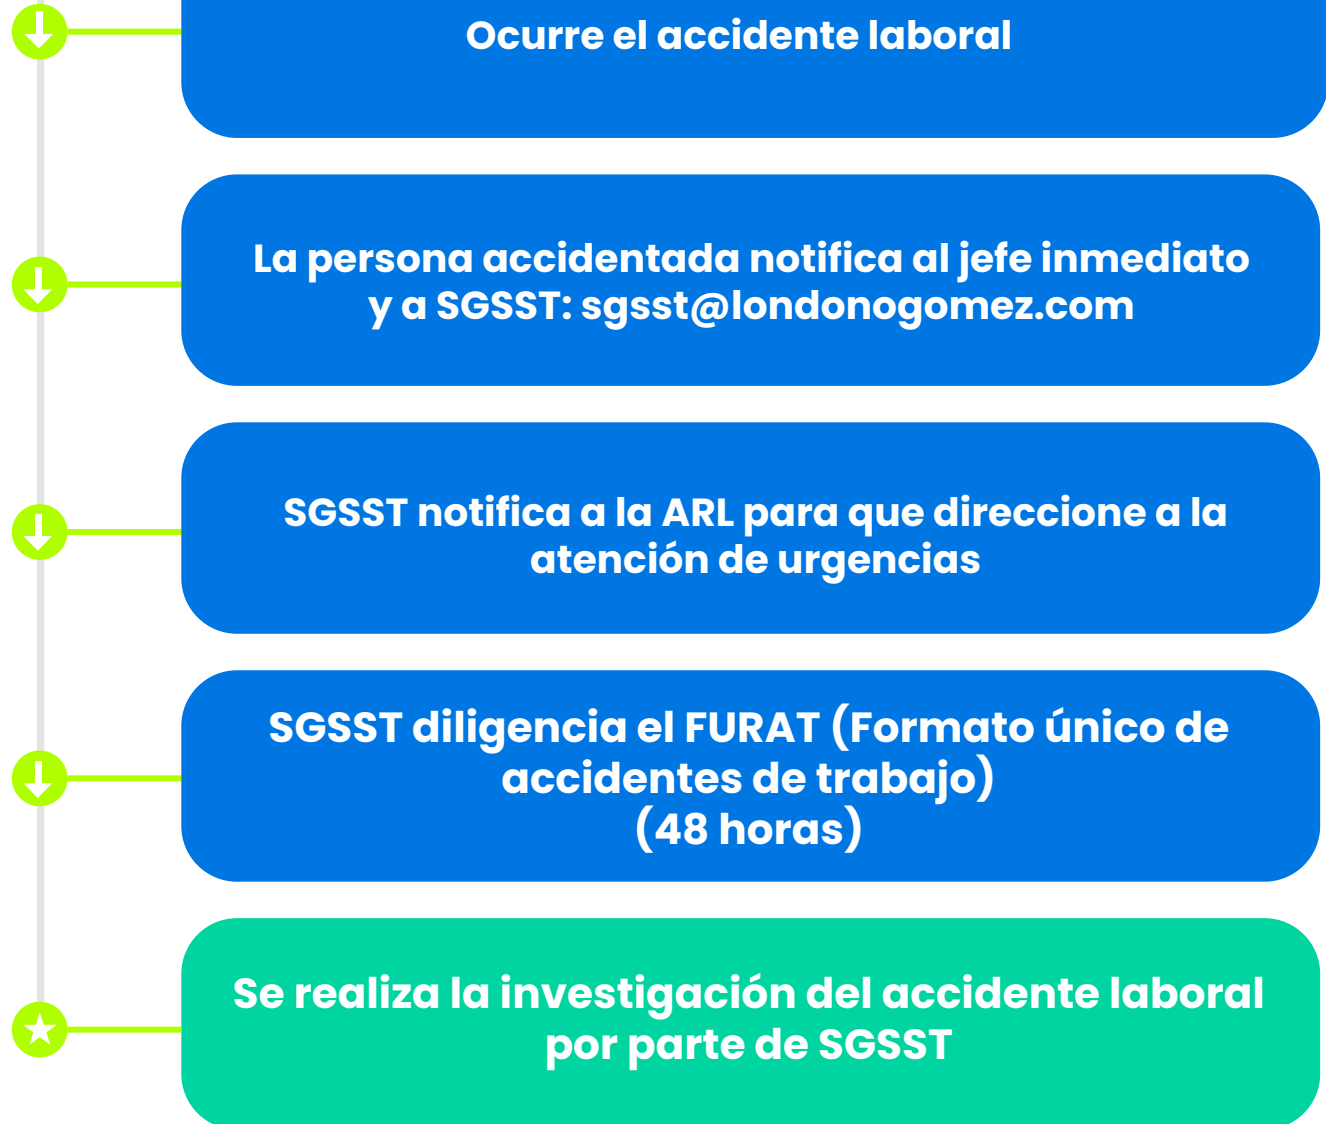 Ocurre el accidente laboral
La persona accidentada notifica al jefe inmediato
y a SGSST: sgsst@londonogomez.com
SGSST notifica a la ARL para que direccione a la
atención de urgencias
SGSST diligencia el FURAT (Formato único de
accidentes de trabajo)
(48 horas)
Se realiza la investigación del accidente laboral
por parte de SGSST